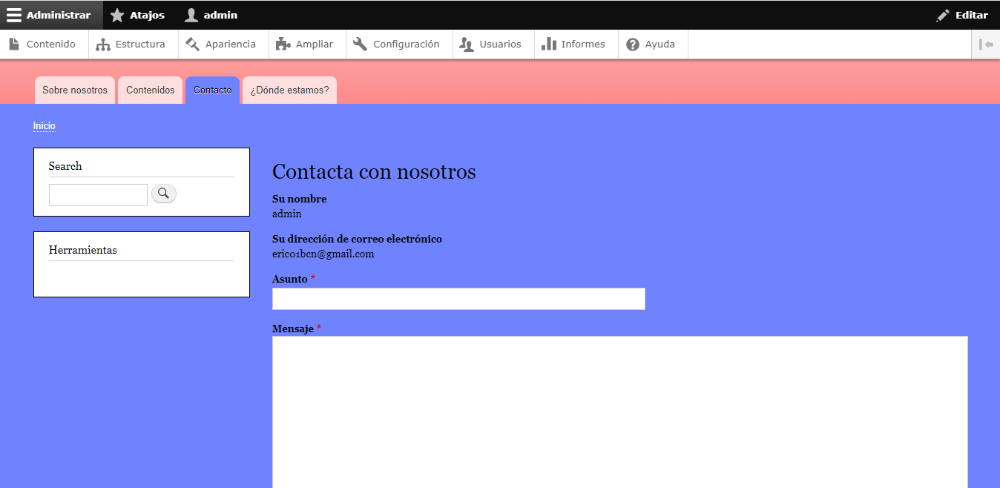 Administrar Atajos admin Editar
Contenido Estructura Apariencia Ampliar Configuración Usuarios Informes Ayuda
Sobre nosotros Contenidos Contacto ¿Dónde estamos?
Inicio
Search
Herramientas
Contacta con nosotros
Su nombre
admin
Su dirección de correo electrónico
eric01bcn@gmail.com
Asunto *
Mensaje *